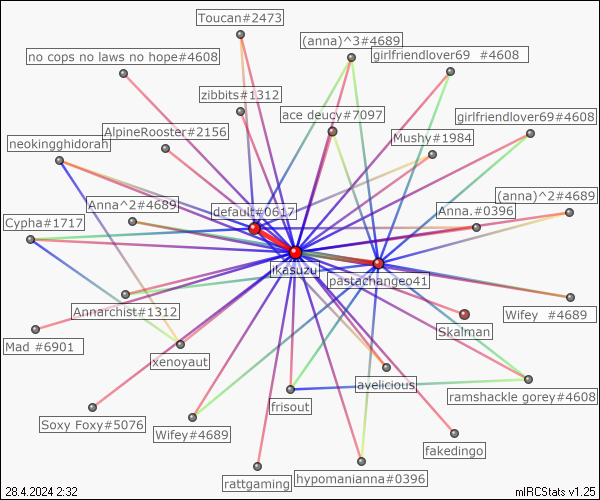 Toucan#2473
(anna)^3#4689
no cops no laws no hope#4608
girlfriendlover69 #4608
zibbits#1312
ace deucy#7097
girlfriendlover69#4608
AlpineRooster#2156
Mushy#1984
neokingghidorah
Anna^2#4689
default#0617
Anna.#0396
(anna)^2#4689
Cypha#1717
ikasuzu
pastachangeo41
Annarchist#1312
Wifey #4689
Skalman
Mad #6901
xenoyaut
avelicious
ramshackle gorey#4608
frisout
Soxy Foxy#5076
Wifey#4689
fakedingo
rattgaming
hypomanianna#0396
28.4.2024 2:32
mIRCStats v1.25